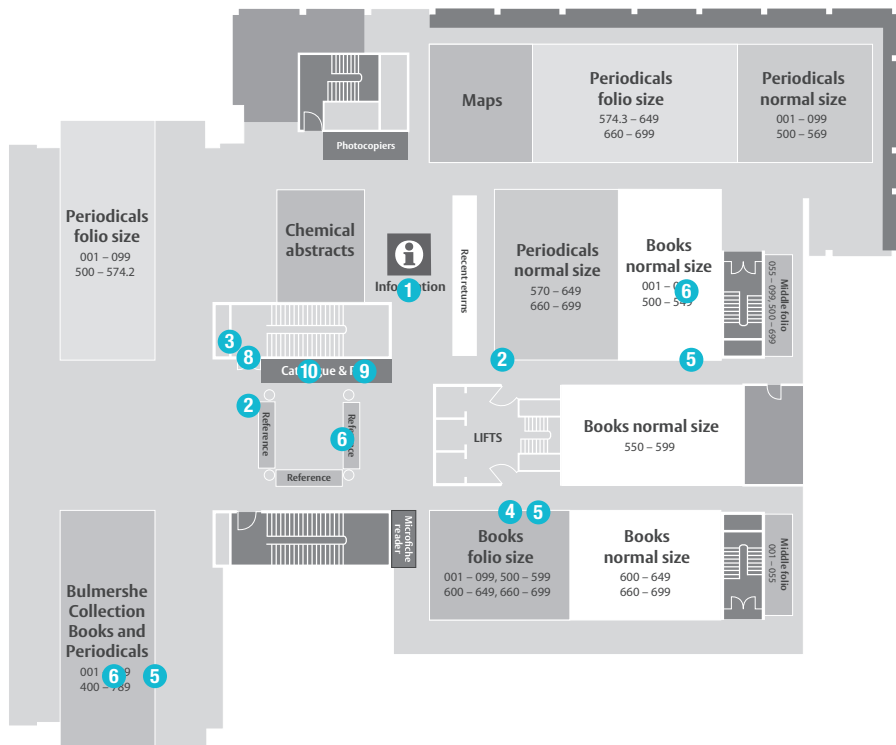 Maps
Periodicals
folio size
574.3 – 649
660 – 699
Periodicals
normal size
001 – 099
500 – 569
Photocopiers
Periodicals
folio size
001 – 099
500 – 574.2
Chemical
abstracts
i
Information
1
Recent returns
Periodicals
normal size
570 – 649
660 – 699
Books
normal size
001 –
6
500 – 549
Middle folio
055 – 099, 500 – 699
3
8
10
9
2
5
2
Reference
6
Reference
Reference
LIFTS
Books normal size
550 – 599
Microfiche
reader
4
5
Books
folio size
001 – 099, 500 – 599
600 – 649, 660 – 699
Books
normal size
600 – 649
660 – 699
Middle folio
001 – 055
Bulmershe
Collection
Books and
Periodicals
001
6
5
400 – 789